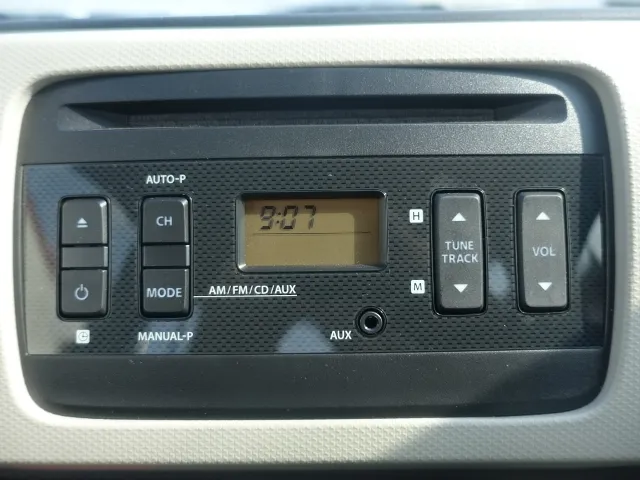 AUTO-P
CH
MODE
MANUAL-P
9:07
AM/FM/CD/AUX
AUX
H
M
TUNE
TRACK
VOL